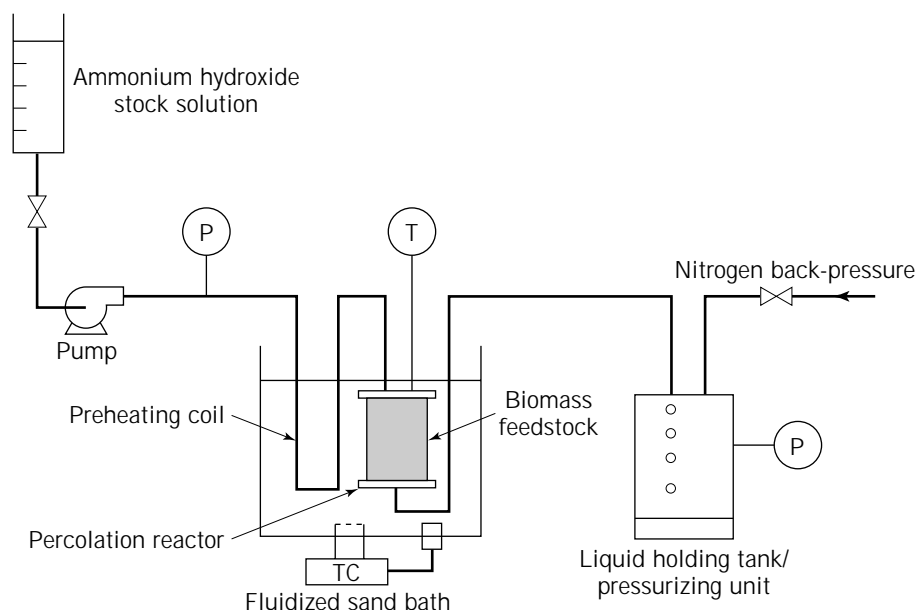 Ammonium hydroxide
stock solution
P
T
Nitrogen back-pressure
Pump
Preheating coil
Biomass
feedstock
P
Percolation reactor
TC
Fluidized sand bath
Liquid holding tank/
pressurizing unit